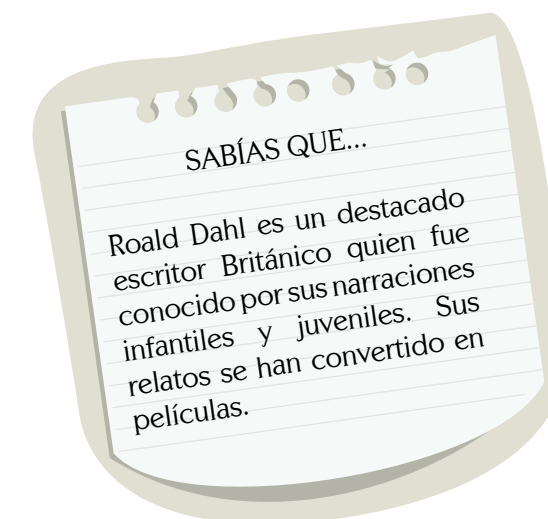 SABÍAS QUE...
Roald Dahl es un destacado
escritor Británico quien fue
conocido por sus narraciones
infantiles y juveniles. Sus
relatos se han convertido en
películas.